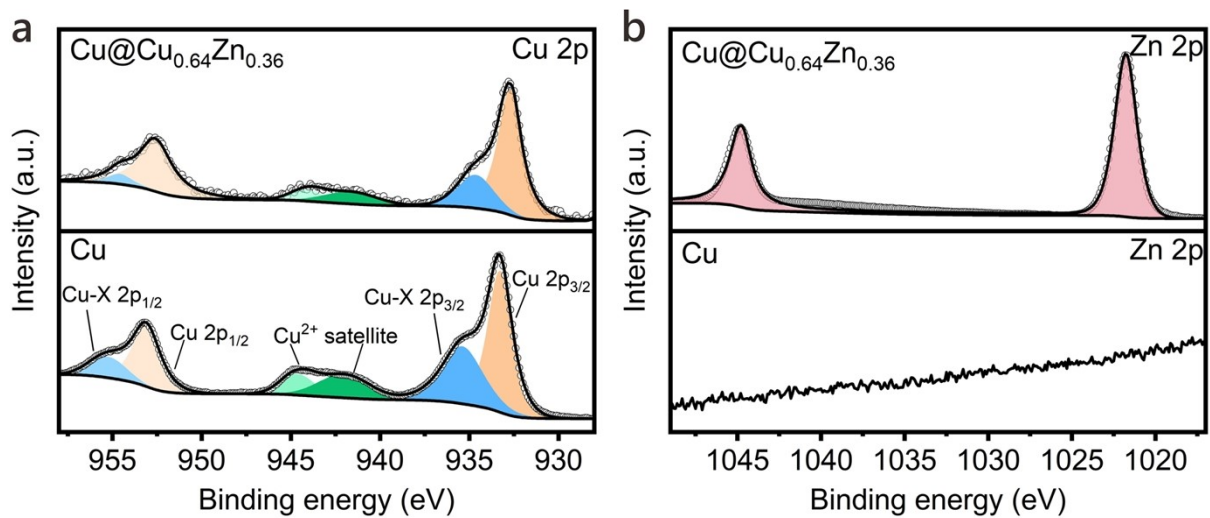 a
Cu@Cu₀.₆₄Zn₀.₃₆
Cu 2p
Cu
Cu-X 2p₁/₂
Cu 2p₁/₂
Cu²⁺ satellite
Cu-X 2p₃/₂
Cu 2p₃/₂
Intensity (a.u.)
955 950 945 940 935 930
Binding energy (eV)
b
Cu@Cu₀.₆₄Zn₀.₃₆
Zn 2p
Cu
Zn 2p
Intensity (a.u.)
1045 1040 1035 1030 1025 1020
Binding energy (eV)